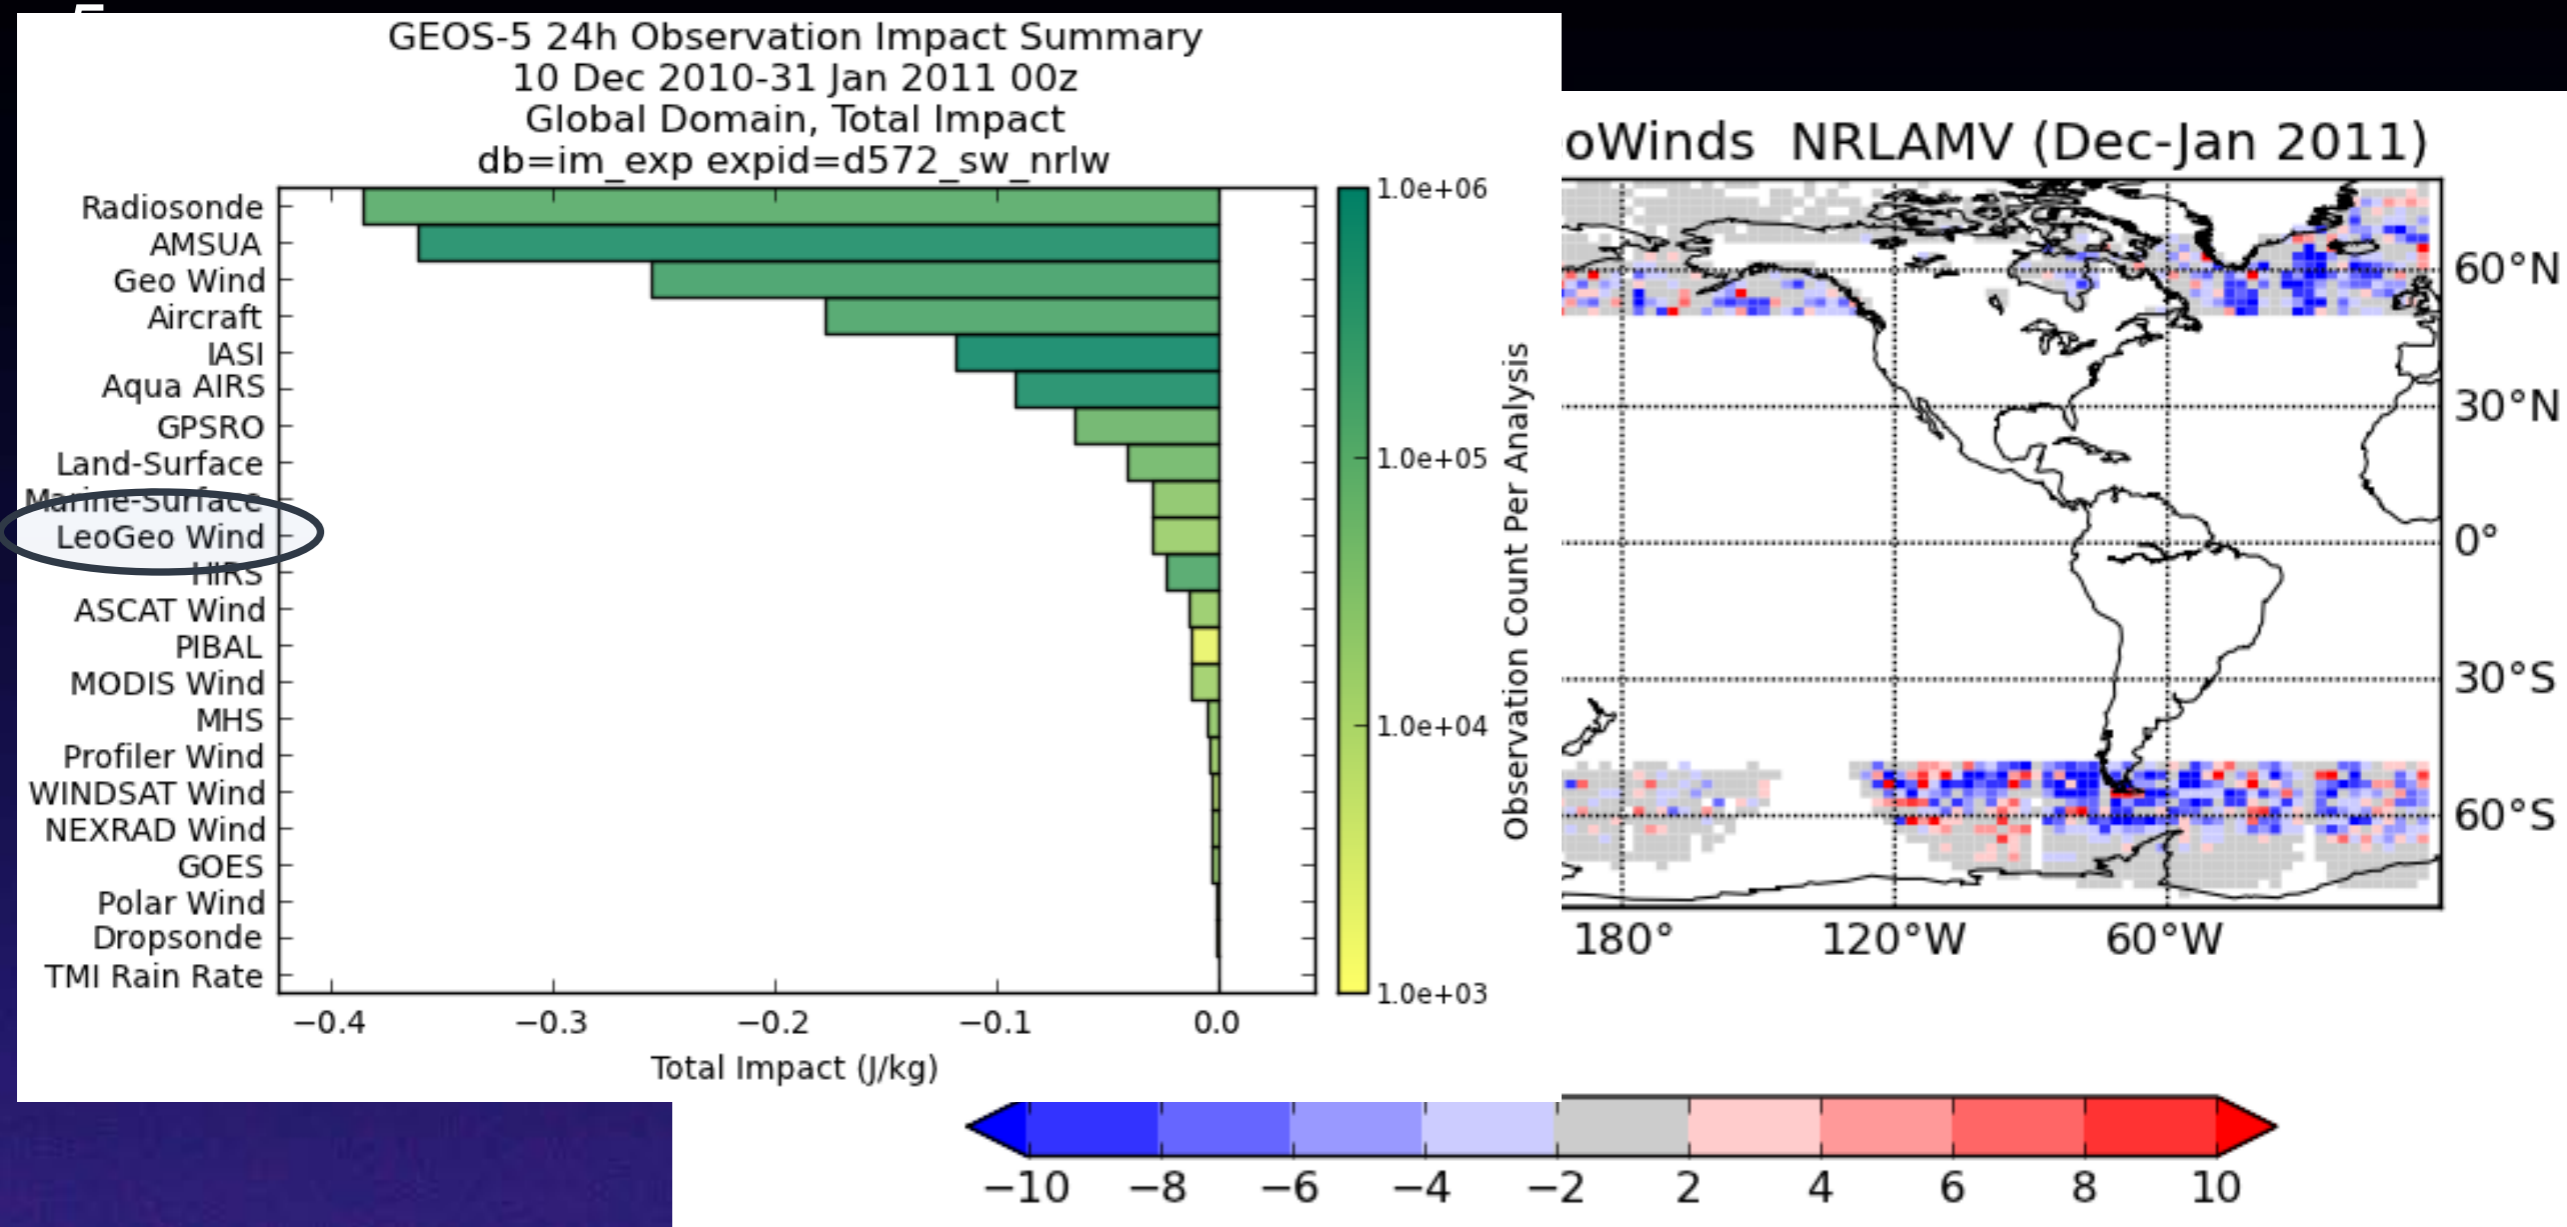 GEOS-5 24h Observation Impact Summary
10 Dec 2010-31 Jan 2011 00z
Global Domain, Total Impact
db=im_exp expid=d572_sw_nrlw
Radiosonde
AMSUA
Geo Wind
Aircraft
IASI
Aqua AIRS
GPSRO
Land-Surface
Marine-Surface
LeoGeo Wind
HIRS
ASCAT Wind
PIBAL
MODIS Wind
MHS
Profiler Wind
WINDSAT Wind
NEXRAD Wind
GOES
Polar Wind
Dropsonde
TMI Rain Rate
−0.4 −0.3 −0.2 −0.1 0.0
Total Impact (J/kg)
1.0e+06
1.0e+05
1.0e+04
1.0e+03
Observation Count Per Analysis
oWinds NRLAMV (Dec-Jan 2011)
60°N
30°N
0°
30°S
60°S
180° 120°W 60°W
−10 −8 −6 −4 −2 2 4 6 8 10